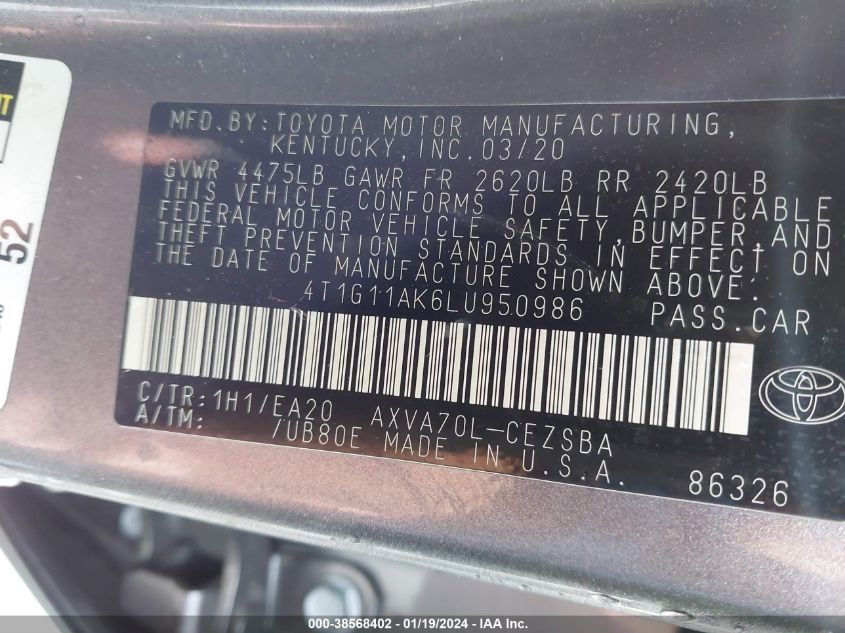 MFD. BY: TOYOTA MOTOR MANUFACTURING,
KENTUCKY, INC. 03/20
GVWR 4475LB GAWR FR 2620LB RR 2420LB
THIS VEHICLE CONFORMS TO ALL APPLICABLE
FEDERAL MOTOR VEHICLE SAFETY, BUMPER, AND
THEFT PREVENTION STANDARDS IN EFFECT ON
THE DATE OF MANUFACTURE SHOWN ABOVE.
4T1G11AK6LU950986 PASS. CAR
C/TR: 1H1/EA20 AXVA70L-CEZSBA
A/TM: /UB80E MADE IN U.S.A.
86326
52
000-38568402 - 01/19/2024 - IAA Inc.